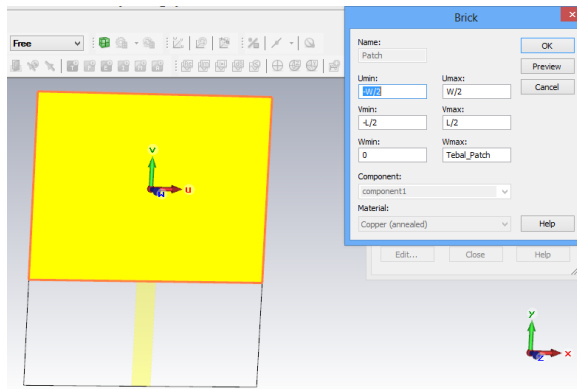 Free
Brick
Name:
Patch
OK
Preview
Cancel
Umin:
Umax:
-W/2
W/2
Vmin:
Vmax:
-L/2
L/2
Wmin:
Wmax:
0
Tebal_Patch
Component:
component1
Material:
Copper (annealed)
Help
Edit...
Close
Help
v
u
w
y
x
z